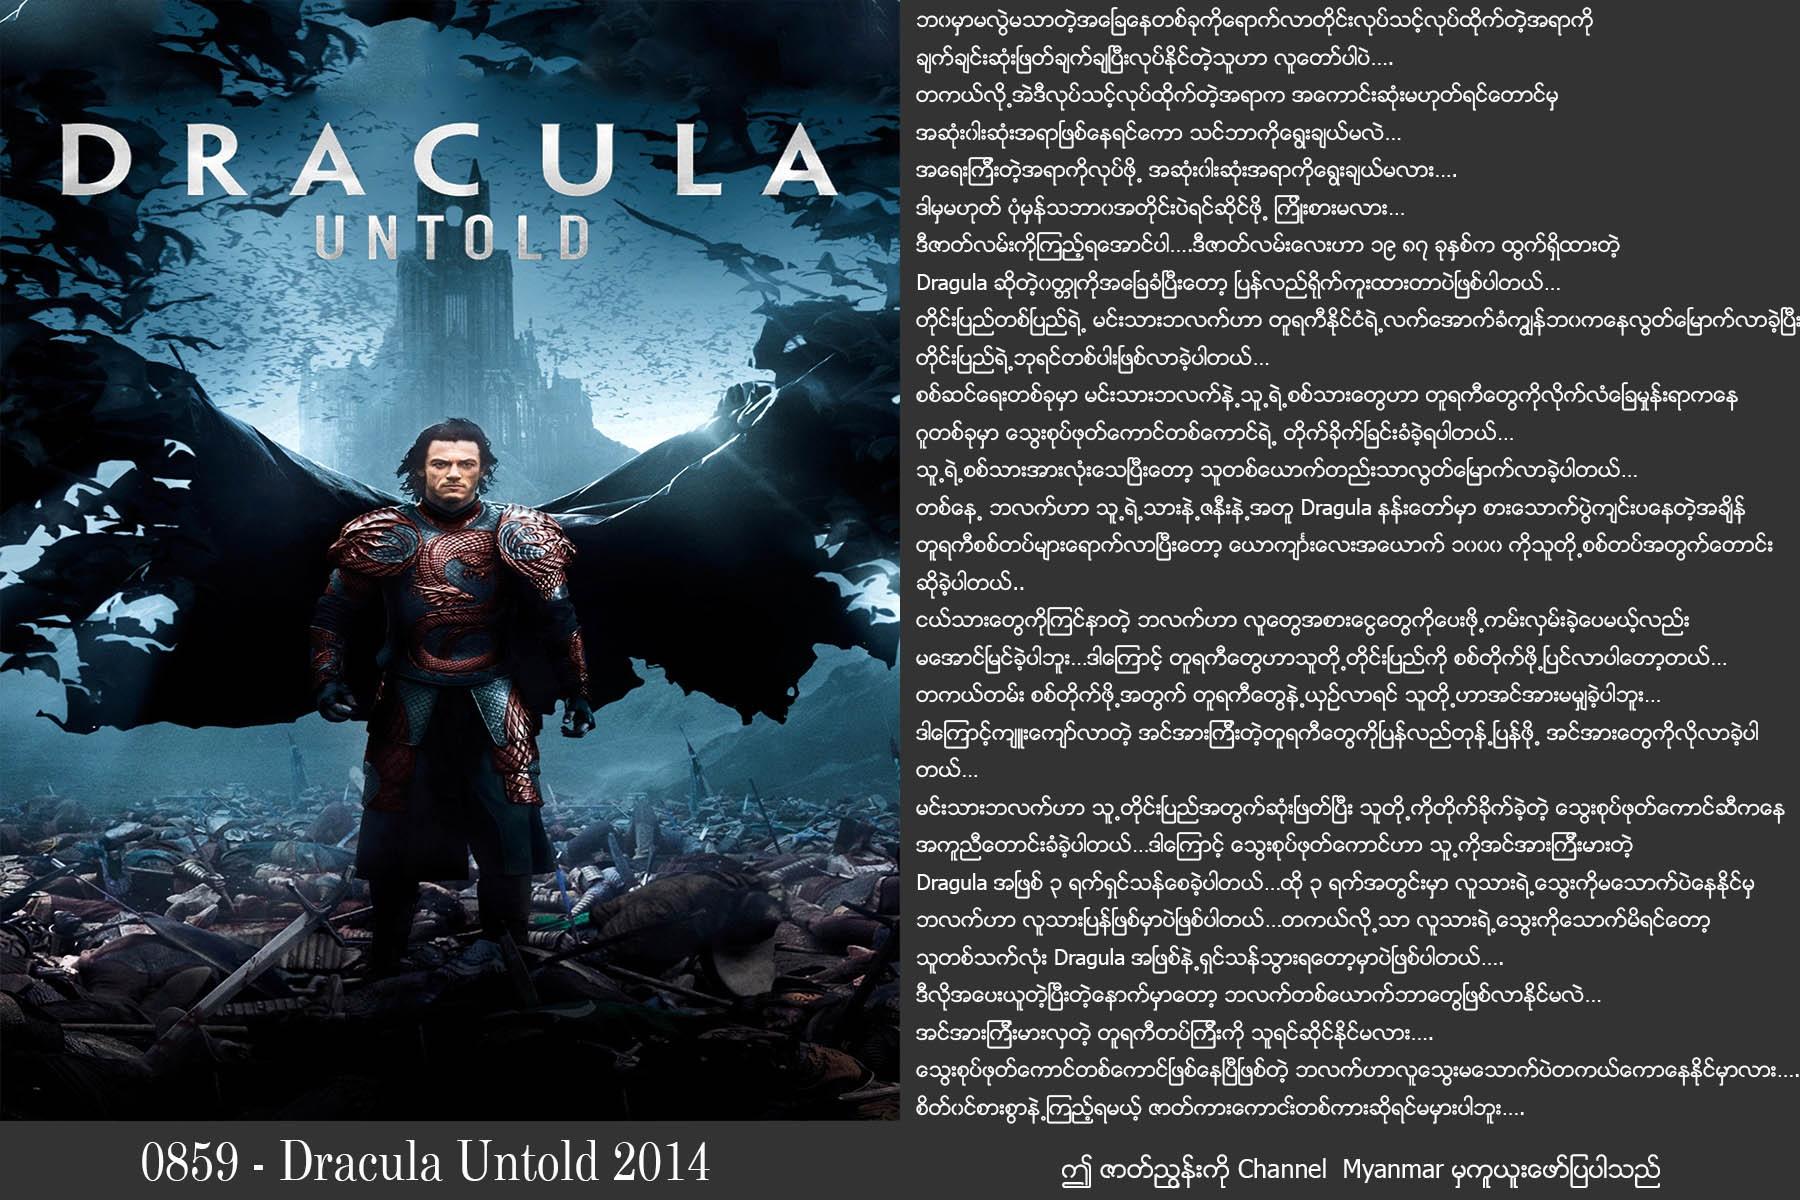 DRACULA
UNTOLD
ဘဝမှာမလွဲမသာတဲ့အခြေနေတစ်ခုကိုရောက်လာတိုင်းလုပ်သင့်လုပ်ထိုက်တဲ့အရာကို
ချက်ချင်းဆုံးဖြတ်ချက်ချပြီးလုပ်နိုင်တဲ့သူဟာ လူတော်ပါပဲ....
တကယ်လို့အဲဒီလုပ်သင့်လုပ်ထိုက်တဲ့အရာက အကောင်းဆုံးမဟုတ်ရင်တောင်မှ
အဆုံးဝါးဆုံးအရာဖြစ်နေရင်ကော သင်ဘာကိုရွေးချယ်မလဲ...
အရေးကြီးတဲ့အရာကိုလုပ်ဖို့ အဆုံးဝါးဆုံးအရာကိုရွေးချယ်မလား....
ဒါမှမဟုတ် ပုံမှန်သဘာဝအတိုင်းပဲရင်ဆိုင်ဖို့ ကြိုးစားမလား...
ဒီဇာတ်လမ်းကိုကြည့်ရအောင်ပါ....ဒီဇာတ်လမ်းလေးဟာ ၁၉ ၈၇ ခုနှစ်က ထွက်ရှိထားတဲ့
Dragula ဆိုတဲ့ဝတ္တုကိုအခြေခံပြီးတော့ ပြန်လည်ရိုက်ကူးထားတာပဲဖြစ်ပါတယ်...
တိုင်းပြည်တစ်ပြည်ရဲ့ မင်းသားဘလက်ဟာ တူရကီနိုင်ငံရဲ့လက်အောက်ခံကျွန်ဘဝကနေလွတ်မြောက်လာခဲ့ပြီး
တိုင်းပြည်ရဲ့ဘုရင်တစ်ပါးဖြစ်လာခဲ့ပါတယ်...
စစ်ဆင်ရေးတစ်ခုမှာ မင်းသားဘလက်နဲ့သူ့ရဲ့စစ်သားတွေဟာ တူရကီတွေကိုလိုက်လံခြေမှုန်းရာကနေ
ဂူတစ်ခုမှာ သွေးစုပ်ဖုတ်ကောင်တစ်ကောင်ရဲ့ တိုက်ခိုက်ခြင်းခံခဲ့ရပါတယ်...
သူ့ရဲ့စစ်သားအားလုံးသေပြီးတော့ သူတစ်ယောက်တည်းသာလွတ်မြောက်လာခဲ့ပါတယ်...
တစ်နေ့ ဘလက်ဟာ သူ့ရဲ့သားနဲ့ဇနီးနဲ့အတူ Dragula နန်းတော်မှာ စားသောက်ပွဲကျင်းပနေတဲ့အချိန်
တူရကီစစ်တပ်များရောက်လာပြီးတော့ ယောကျာ်းလေးအယောက် ၁၀၀၀ ကိုသူတို့စစ်တပ်အတွက်တောင်း
ဆိုခဲ့ပါတယ်..
ငယ်သားတွေကိုကြင်နာတဲ့ ဘလက်ဟာ လူတွေအစားငွေတွေကိုပေးဖို့ကမ်းလှမ်းခဲ့ပေမယ့်လည်း
မအောင်မြင်ခဲ့ပါဘူး...ဒါကြောင့် တူရကီတွေဟာသူတို့တိုင်းပြည်ကို စစ်တိုက်ဖို့ပြင်လာပါတော့တယ်...
တကယ်တမ်း စစ်တိုက်ဖို့အတွက် တူရကီတွေနဲ့ယှဉ်လာရင် သူတို့ဟာအင်အားမမျှခဲ့ပါဘူး...
ဒါကြောင့်ကျူးကျော်လာတဲ့ အင်အားကြီးတဲ့တူရကီတွေကိုပြန်လည်တုန့်ပြန်ဖို့ အင်အားတွေကိုလိုလာခဲ့ပါ
တယ်...
မင်းသားဘလက်ဟာ သူ့တိုင်းပြည်အတွက်ဆုံးဖြတ်ပြီး သူတို့ကိုတိုက်ခိုက်ခဲ့တဲ့ သွေးစုပ်ဖုတ်ကောင်ဆီကနေ
အကူညီတောင်းခံခဲ့ပါတယ်...ဒါကြောင့် သွေးစုပ်ဖုတ်ကောင်ဟာ သူ့ကိုအင်အားကြီးမားတဲ့
Dragula အဖြစ် ၃ ရက်ရှင်သန်စေခဲ့ပါတယ်...ထို ၃ ရက်အတွင်းမှာ လူသားရဲ့သွေးကိုမသောက်ပဲနေနိုင်မှ
ဘလက်ဟာ လူသားပြန်ဖြစ်မှာပဲဖြစ်ပါတယ်...တကယ်လို့သာ လူသားရဲ့သွေးကိုသောက်မိရင်တော့
သူတစ်သက်လုံး Dragula အဖြစ်နဲ့ရှင်သန်သွားရတော့မှာပဲဖြစ်ပါတယ်....
ဒီလိုအပေးယူတဲ့ပြီးတဲ့နောက်မှာတော့ ဘလက်တစ်ယောက်ဘာတွေဖြစ်လာနိုင်မလဲ...
အင်အားကြီးမားလှတဲ့ တူရကီတပ်ကြီးကို သူရင်ဆိုင်နိုင်မလား....
သွေးစုပ်ဖုတ်ကောင်တစ်ကောင်ဖြစ်နေပြီဖြစ်တဲ့ ဘလက်ဟာလူသွေးမသောက်ပဲတကယ်ကောနေနိုင်မှာလား....
စိတ်ဝင်စားစွာနဲ့ကြည့်ရမယ့် ဇာတ်ကားကောင်းတစ်ကားဆိုရင်မမှားပါဘူး....
0859 - Dracula Untold 2014
ဤ ဇာတ်ညွှန်းကို Channel Myanmar မှကူယူးဖော်ပြပါသည်